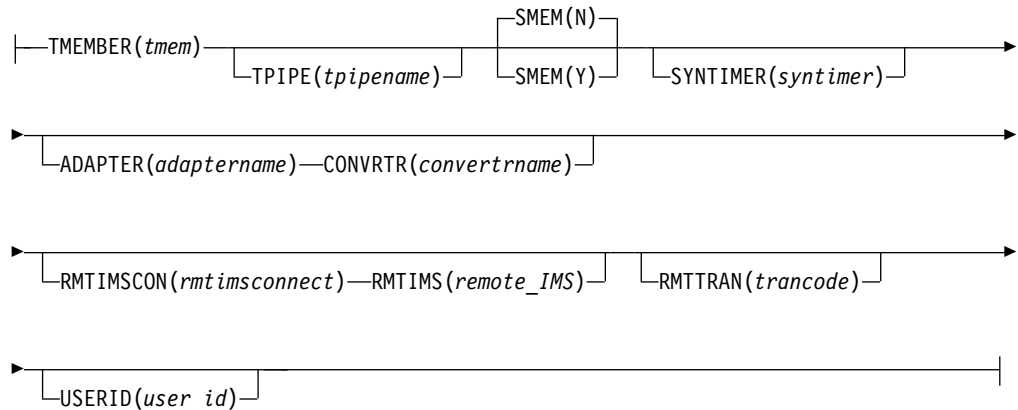 SMEM(N)
TMEMBER(tmem)
TPIPE(tpipename) SMEM(Y) SYNTIMER(syntimer)
ADAPTER(adaptername) CONVRTR(convertrname)
RMTIMSCON(rmtimsconnect) RMTIMS(remote_IMS) RMTTRAN(trancode)
USERID(user id)